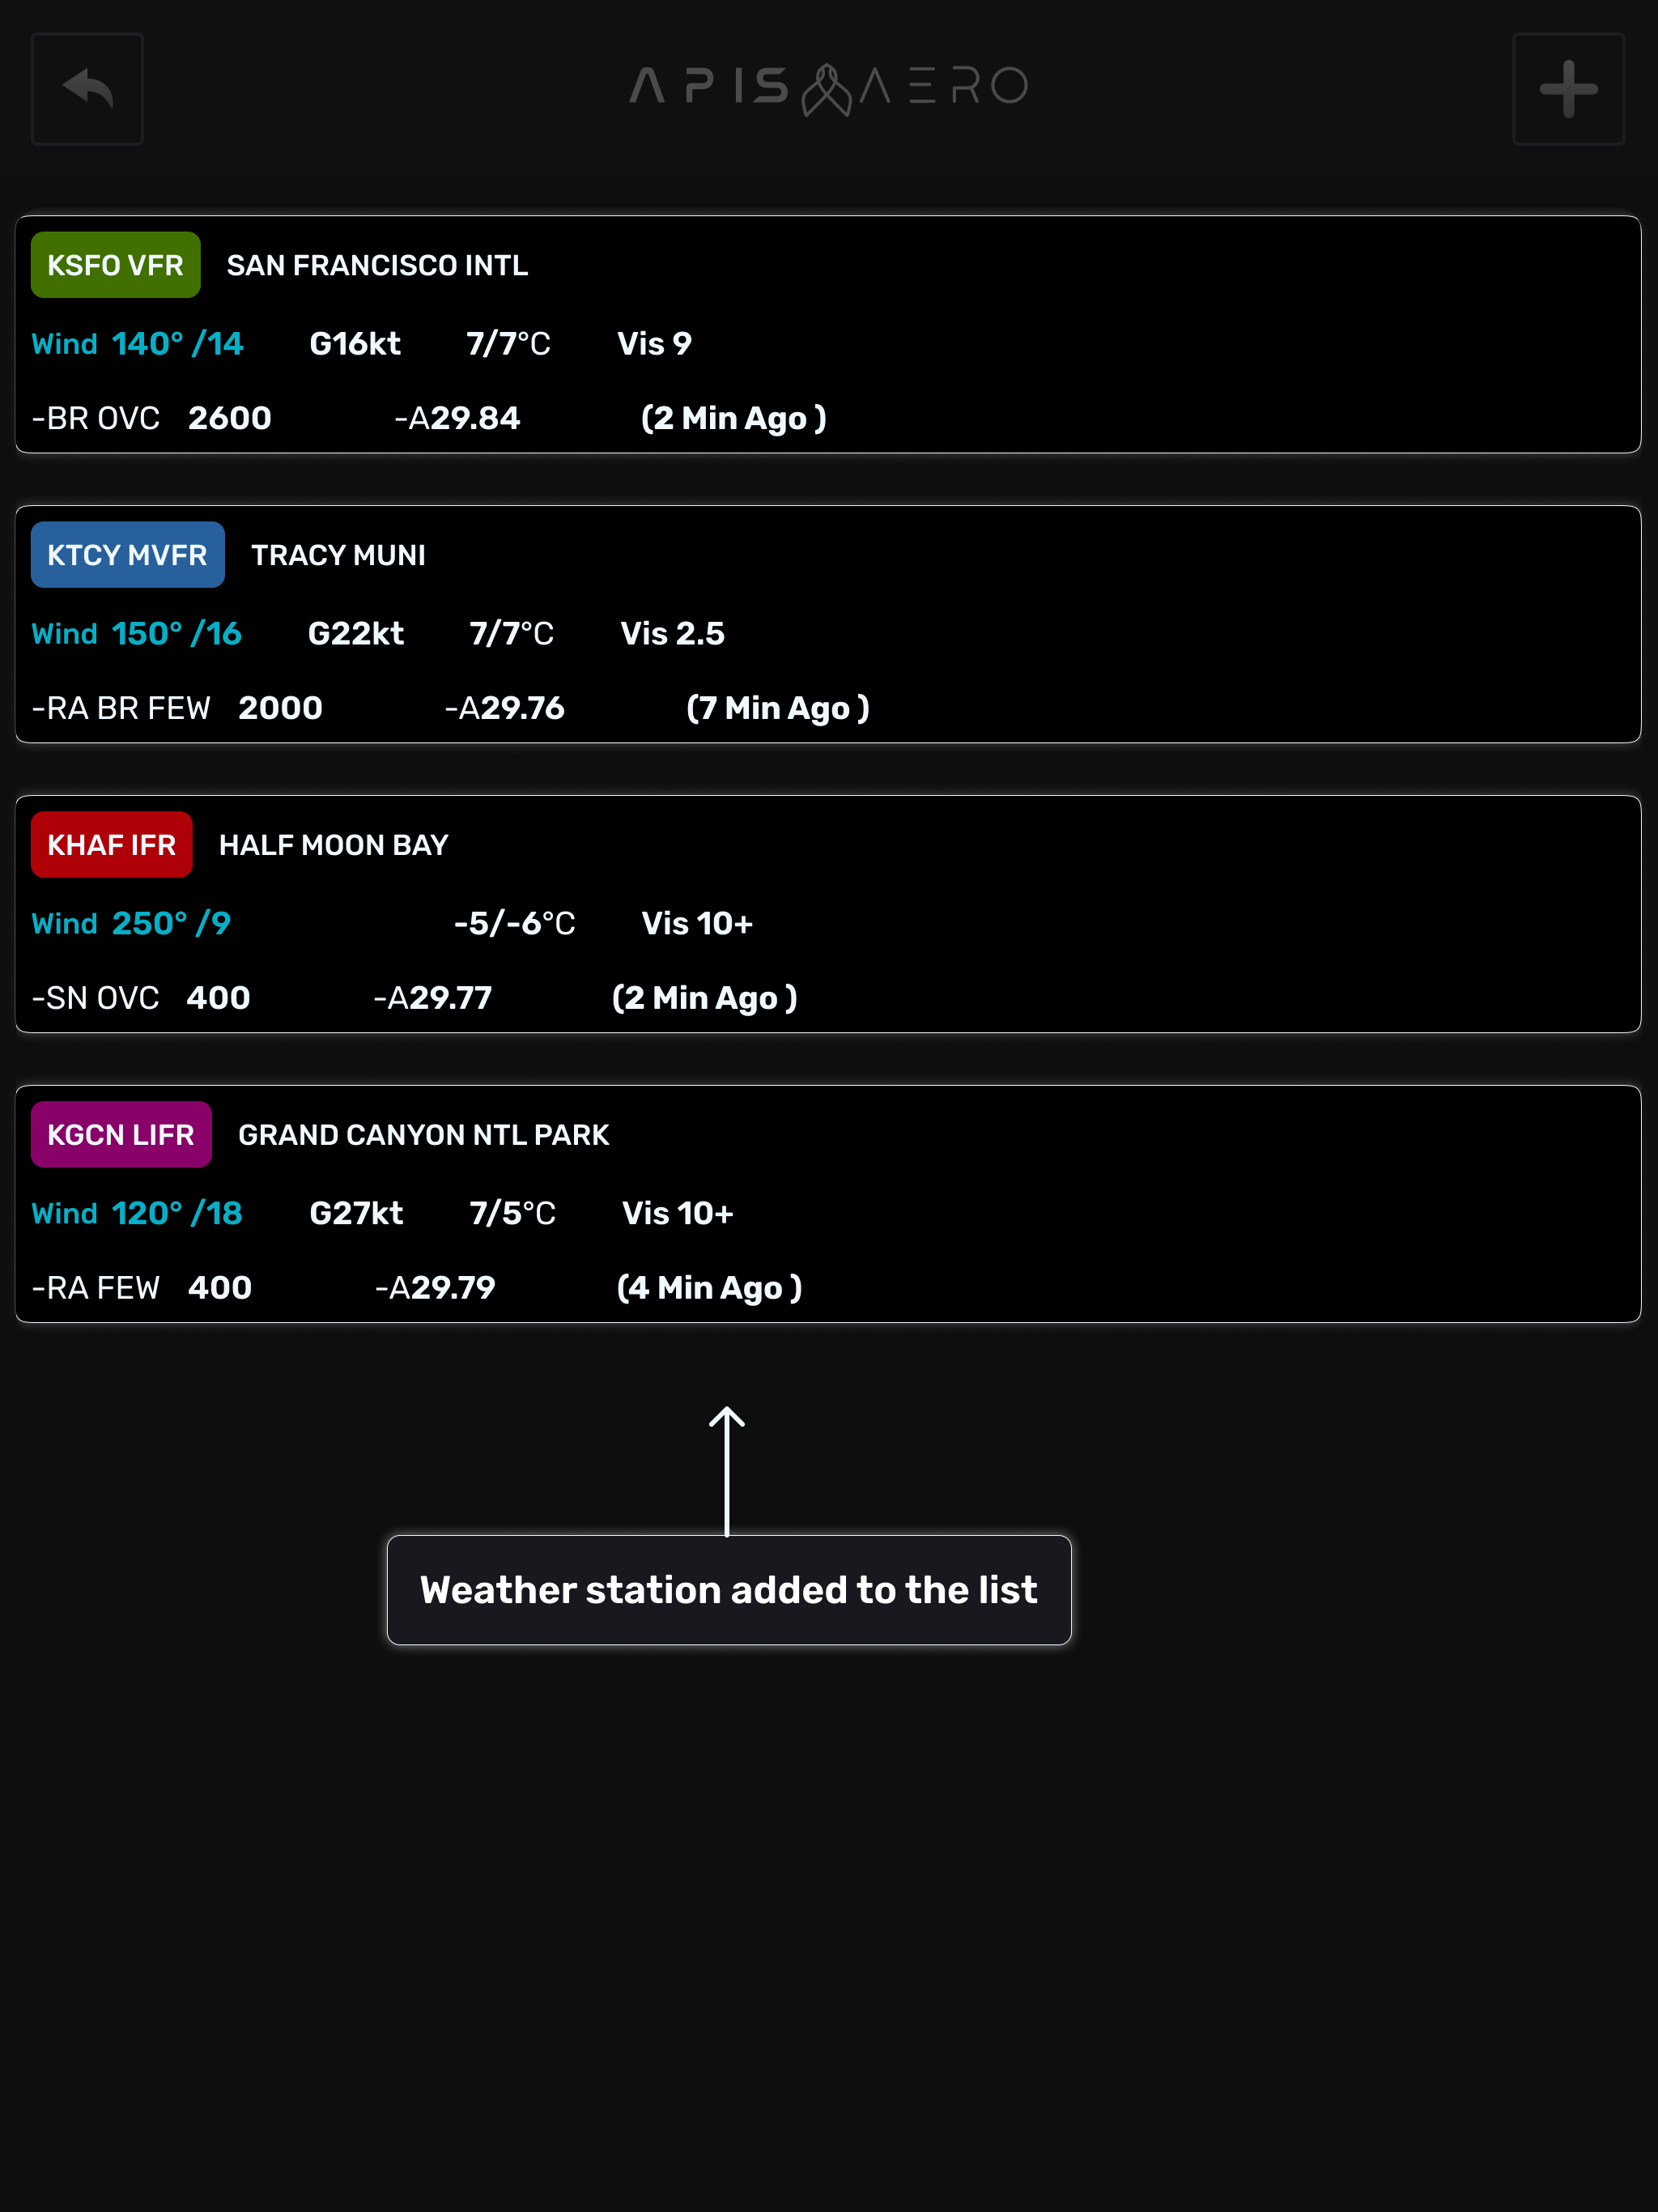 APIS AERO
KSFO VFR SAN FRANCISCO INTL
Wind 140° /14 G16kt 7/7°C Vis 9
-BR OVC 2600 -A29.84 (2 Min Ago )
KTCY MVFR TRACY MUNI
Wind 150° /16 G22kt 7/7°C Vis 2.5
-RA BR FEW 2000 -A29.76 (7 Min Ago )
KHAF IFR HALF MOON BAY
Wind 250° /9 -5/-6°C Vis 10+
-SN OVC 400 -A29.77 (2 Min Ago )
KGCN LIFR GRAND CANYON NTL PARK
Wind 120° /18 G27kt 7/5°C Vis 10+
-RA FEW 400 -A29.79 (4 Min Ago )
Weather station added to the list